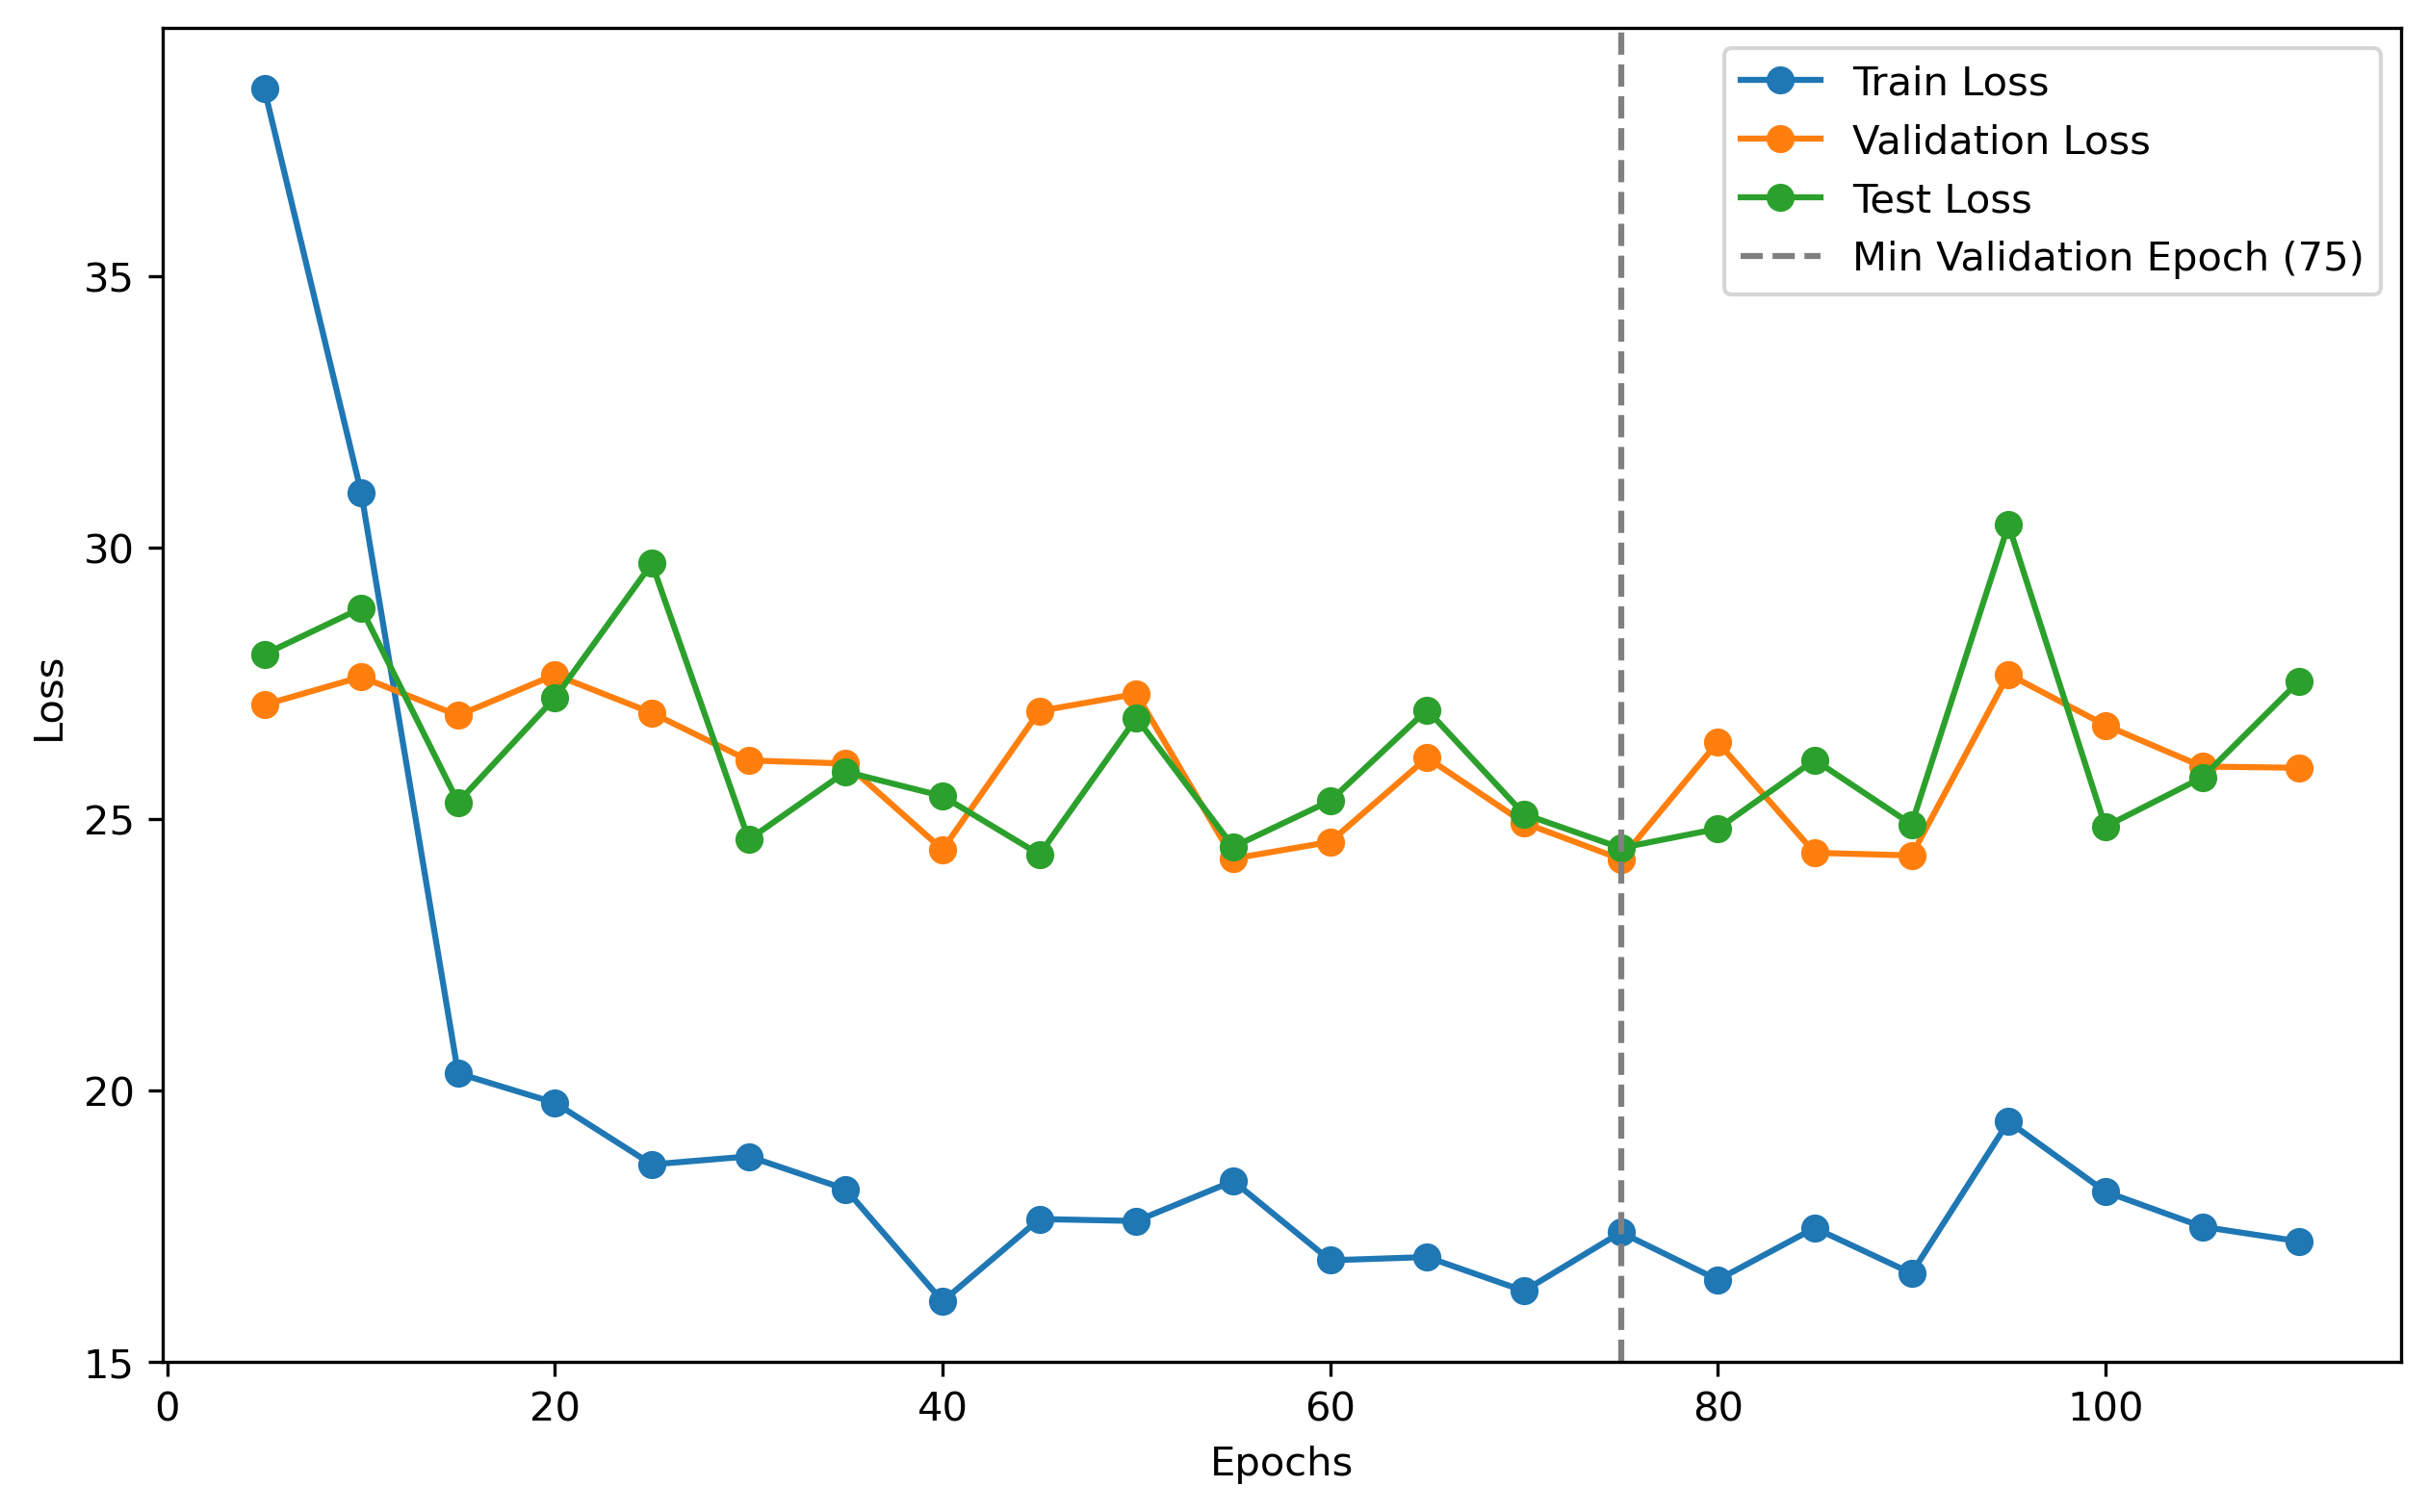 Train Loss
Validation Loss
Test Loss
Min Validation Epoch (75)
Loss
35
30
25
20
15
0 20 40 60 80 100
Epochs